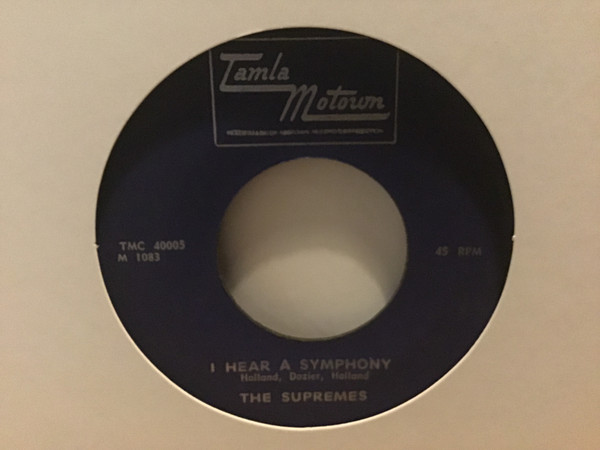 Tamla
Motown
TMC 40005
M 1083
45 RPM
I HEAR A SYMPHONY
Holland, Dozier, Holland
THE SUPREMES